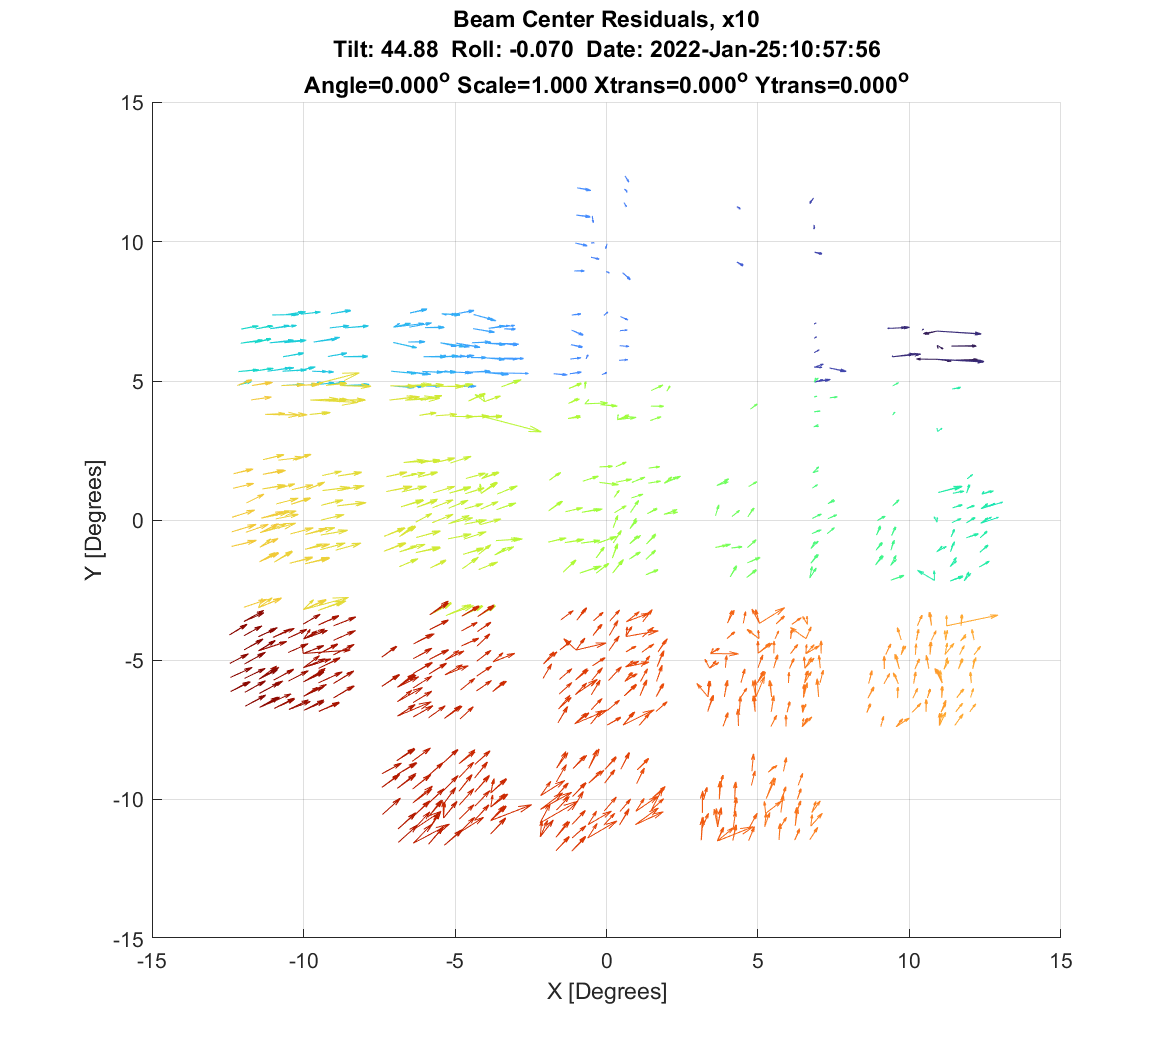 Beam Center Residuals, x10
Tilt: 44.88  Roll: -0.070  Date: 2022-Jan-25:10:57:56
Angle=0.000° Scale=1.000 Xtrans=0.000° Ytrans=0.000°
15
10
5
0
-5
-10
-15
Y [Degrees]
-15 -10 -5 0 5 10 15
X [Degrees]